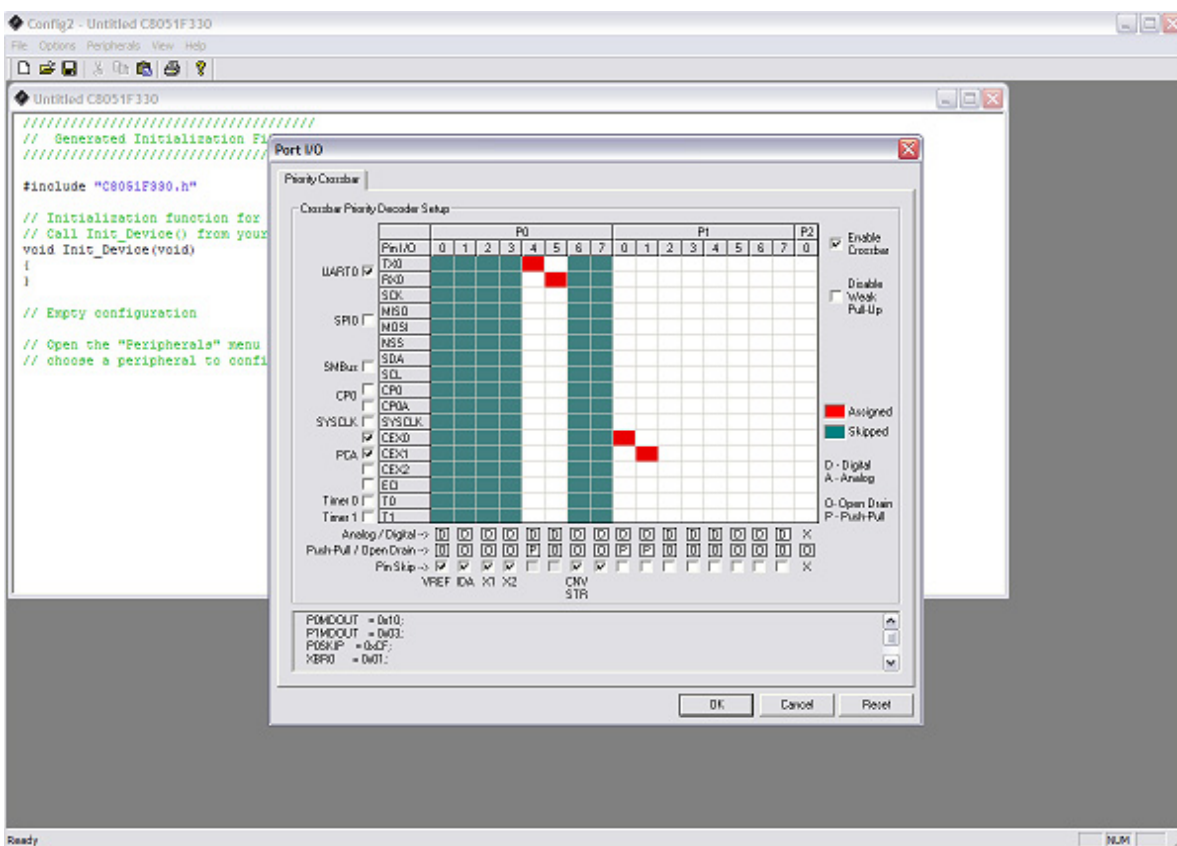 Config2 - Untitled C8051F330
File Options Peripherals View Help
Untitled C8051F330
///////////////////////////////////////
// Generated Initialization Fi
////////////////////////////////
#include "C8051F330.h"
// Initialization function for
// Call Init_Device() from your
void Init_Device(void)
{
}
// Empty configuration
// Open the "Peripherals" menu
// choose a peripheral to confi
Port I/O
Priority Crossbar
Crossbar Priority Decoder Setup
P0 P1 P2
Pin I/O 0 1 2 3 4 5 6 7 0 1 2 3 4 5 6 7 0
UART0
TX0
RX0
SPI0
SCK
MISO
MOSI
NSS
SMBus
SDA
SCL
CP0
CP0
CP0A
SYSCLK SYSCLK
PCA
CEX0
CEX1
CEX2
ECI
Timer 0 T0
Timer 1 T1
Analog / Digital -> D D D D D D D D D D D D D D D D X
Push-Pull / Open Drain -> O O O O P O O O P P O O O O O O O
Pin Skip -> X
VREF IDA X1 X2 CNV
STR
Enable
Crossbar
Disable
Weak
Pull-Up
Assigned
Skipped
D - Digital
A - Analog
O - Open Drain
P - Push-Pull
P0MDOUT = 0x10;
P1MDOUT = 0x03;
P0SKIP = 0xCF;
XBR0 = 0x01;
OK Cancel Reset
Ready NUM